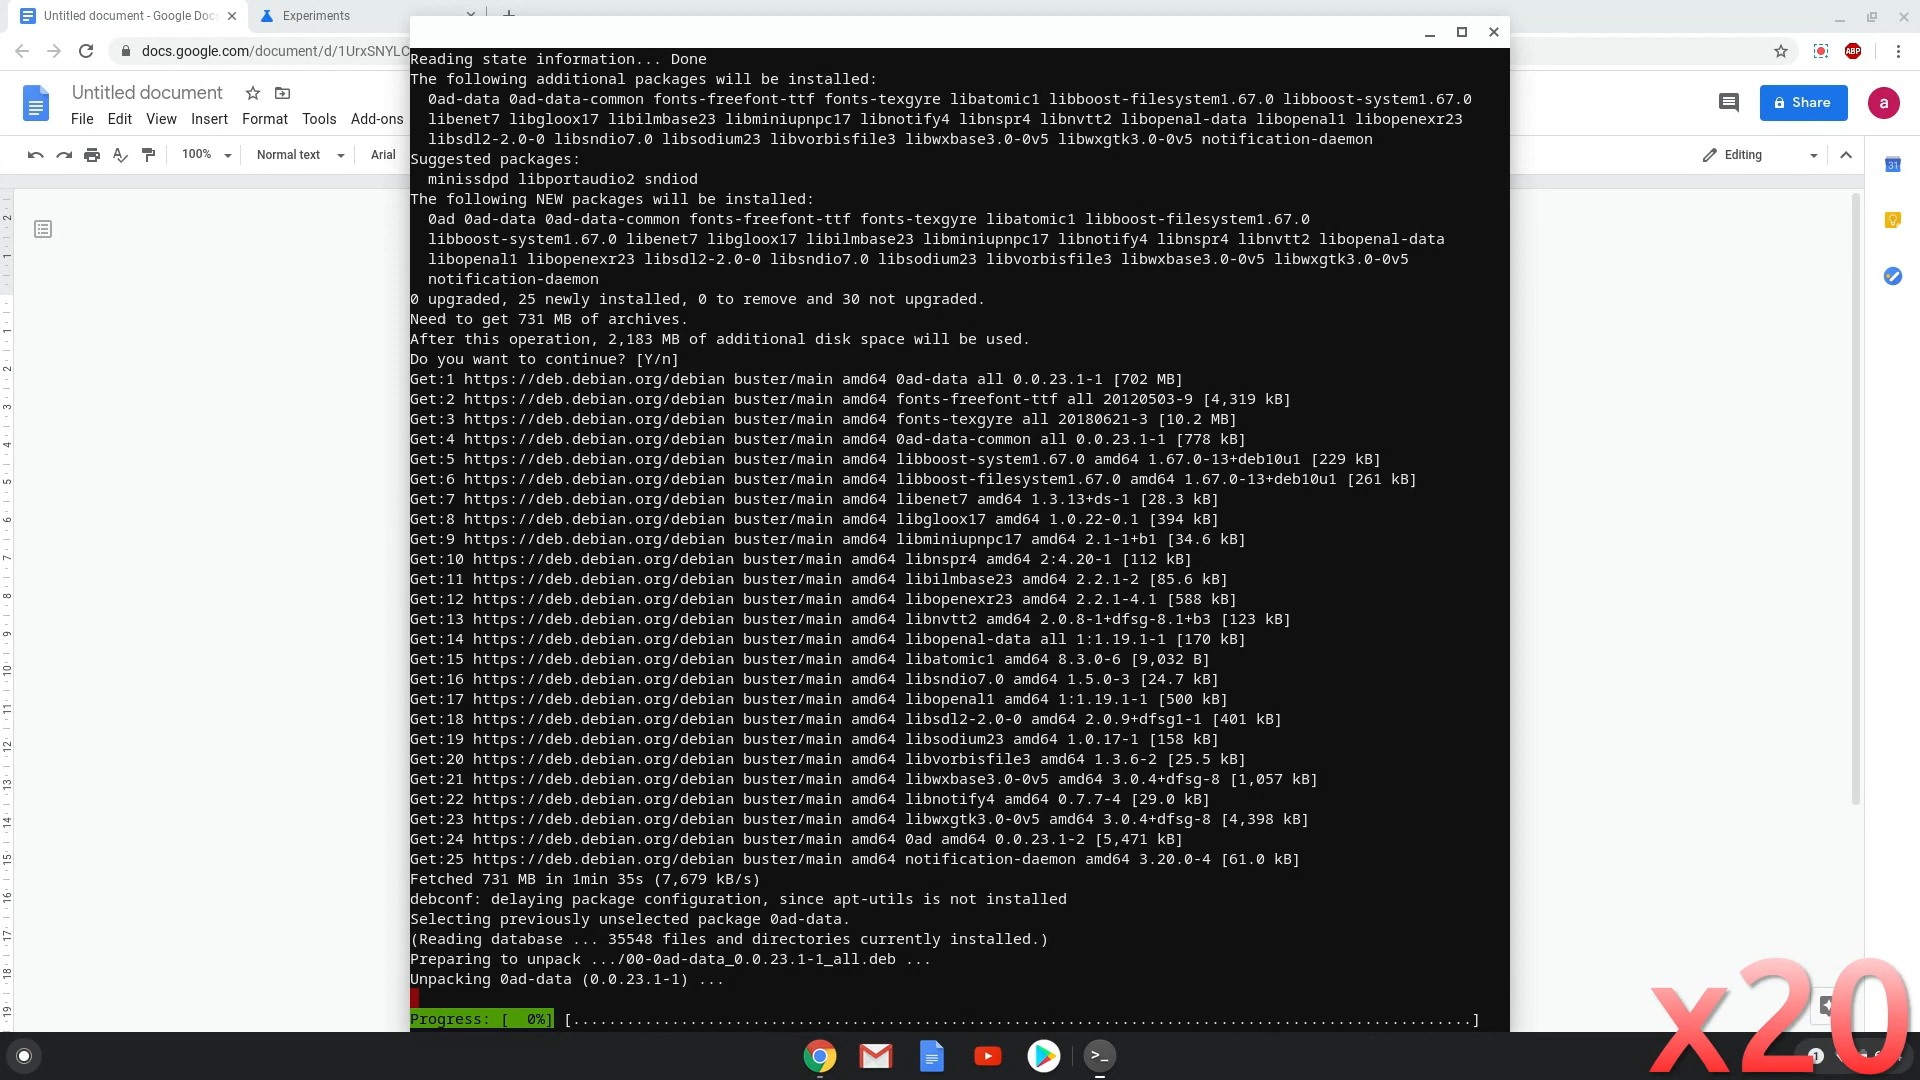 Untitled document - Google Docs
Experiments
docs.google.com/document/d/1UrxSNYLC
ABP
Untitled document
File Edit View Insert Format Tools Add-ons
Share
a
100% Normal text Arial
Editing
31
Reading state information... Done
The following additional packages will be installed:
  0ad-data 0ad-data-common fonts-freefont-ttf fonts-texgyre libatomic1 libboost-filesystem1.67.0 libboost-system1.67.0
  libenet7 libgloox17 libilmbase23 libminiupnpc17 libnotify4 libnspr4 libnvtt2 libopenal-data libopenal1 libopenexr23
  libsdl2-2.0-0 libsndio7.0 libsodium23 libvorbisfile3 libwxbase3.0-0v5 libwxgtk3.0-0v5 notification-daemon
Suggested packages:
  minissdpd libportaudio2 sndiod
The following NEW packages will be installed:
  0ad 0ad-data 0ad-data-common fonts-freefont-ttf fonts-texgyre libatomic1 libboost-filesystem1.67.0
  libboost-system1.67.0 libenet7 libgloox17 libilmbase23 libminiupnpc17 libnotify4 libnspr4 libnvtt2 libopenal-data
  libopenal1 libopenexr23 libsdl2-2.0-0 libsndio7.0 libsodium23 libvorbisfile3 libwxbase3.0-0v5 libwxgtk3.0-0v5
  notification-daemon
0 upgraded, 25 newly installed, 0 to remove and 30 not upgraded.
Need to get 731 MB of archives.
After this operation, 2,183 MB of additional disk space will be used.
Do you want to continue? [Y/n]
Get:1 https://deb.debian.org/debian buster/main amd64 0ad-data all 0.0.23.1-1 [702 MB]
Get:2 https://deb.debian.org/debian buster/main amd64 fonts-freefont-ttf all 20120503-9 [4,319 kB]
Get:3 https://deb.debian.org/debian buster/main amd64 fonts-texgyre all 20180621-3 [10.2 MB]
Get:4 https://deb.debian.org/debian buster/main amd64 0ad-data-common all 0.0.23.1-1 [778 kB]
Get:5 https://deb.debian.org/debian buster/main amd64 libboost-system1.67.0 amd64 1.67.0-13+deb10u1 [229 kB]
Get:6 https://deb.debian.org/debian buster/main amd64 libboost-filesystem1.67.0 amd64 1.67.0-13+deb10u1 [261 kB]
Get:7 https://deb.debian.org/debian buster/main amd64 libenet7 amd64 1.3.13+ds-1 [28.3 kB]
Get:8 https://deb.debian.org/debian buster/main amd64 libgloox17 amd64 1.0.22-0.1 [394 kB]
Get:9 https://deb.debian.org/debian buster/main amd64 libminiupnpc17 amd64 2.1-1+b1 [34.6 kB]
Get:10 https://deb.debian.org/debian buster/main amd64 libnspr4 amd64 2:4.20-1 [112 kB]
Get:11 https://deb.debian.org/debian buster/main amd64 libilmbase23 amd64 2.2.1-2 [85.6 kB]
Get:12 https://deb.debian.org/debian buster/main amd64 libopenexr23 amd64 2.2.1-4.1 [588 kB]
Get:13 https://deb.debian.org/debian buster/main amd64 libnvtt2 amd64 2.0.8-1+dfsg-8.1+b3 [123 kB]
Get:14 https://deb.debian.org/debian buster/main amd64 libopenal-data all 1:1.19.1-1 [170 kB]
Get:15 https://deb.debian.org/debian buster/main amd64 libatomic1 amd64 8.3.0-6 [9,032 B]
Get:16 https://deb.debian.org/debian buster/main amd64 libsndio7.0 amd64 1.5.0-3 [24.7 kB]
Get:17 https://deb.debian.org/debian buster/main amd64 libopenal1 amd64 1:1.19.1-1 [500 kB]
Get:18 https://deb.debian.org/debian buster/main amd64 libsdl2-2.0-0 amd64 2.0.9+dfsg1-1 [401 kB]
Get:19 https://deb.debian.org/debian buster/main amd64 libsodium23 amd64 1.0.17-1 [158 kB]
Get:20 https://deb.debian.org/debian buster/main amd64 libvorbisfile3 amd64 1.3.6-2 [25.5 kB]
Get:21 https://deb.debian.org/debian buster/main amd64 libwxbase3.0-0v5 amd64 3.0.4+dfsg-8 [1,057 kB]
Get:22 https://deb.debian.org/debian buster/main amd64 libnotify4 amd64 0.7.7-4 [29.0 kB]
Get:23 https://deb.debian.org/debian buster/main amd64 libwxgtk3.0-0v5 amd64 3.0.4+dfsg-8 [4,398 kB]
Get:24 https://deb.debian.org/debian buster/main amd64 0ad amd64 0.0.23.1-2 [5,471 kB]
Get:25 https://deb.debian.org/debian buster/main amd64 notification-daemon amd64 3.20.0-4 [61.0 kB]
Fetched 731 MB in 1min 35s (7,679 kB/s)
debconf: delaying package configuration, since apt-utils is not installed
Selecting previously unselected package 0ad-data.
(Reading database ... 35548 files and directories currently installed.)
Preparing to unpack .../00-0ad-data_0.0.23.1-1_all.deb ...
Unpacking 0ad-data (0.0.23.1-1) ...
Progress: [  0%] [....................................................................................................]
x20
1